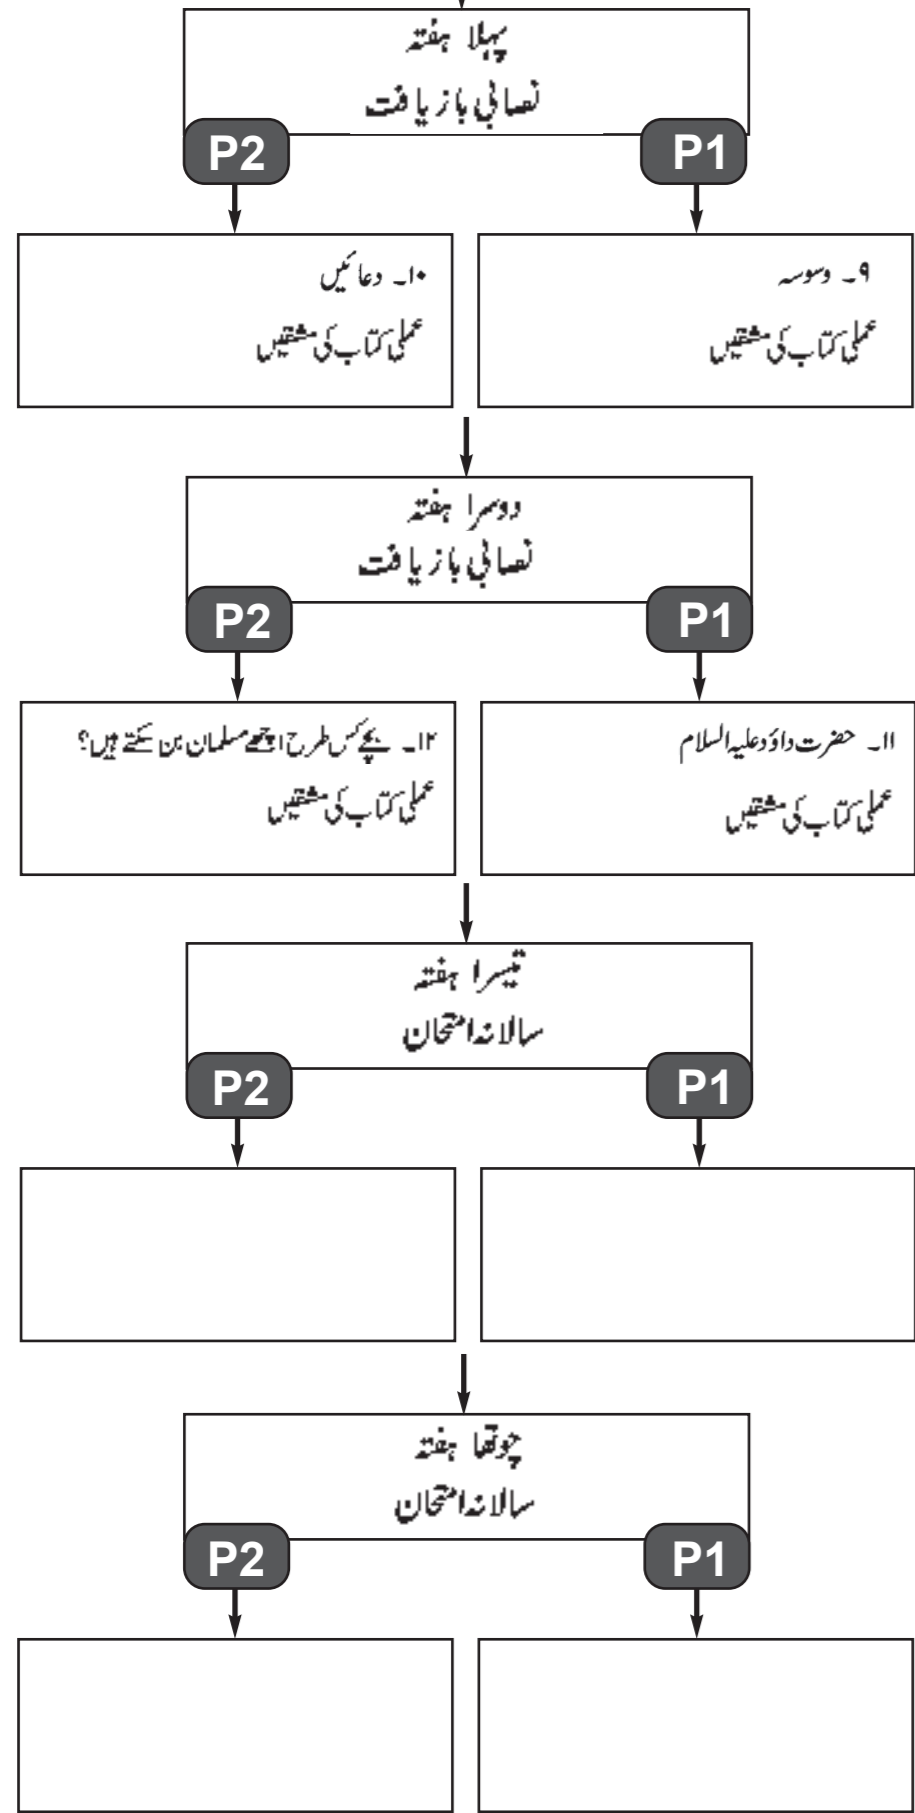 پہلا ہفتہ
نصابی بازیافت
P1
P2
۹۔ وسوسہ
عملی کتاب کی مشقیں
۱۰۔ دعائیں
عملی کتاب کی مشقیں
دوسرا ہفتہ
نصابی بازیافت
P1
P2
۱۱۔ حضرت داؤد علیہ السلام
عملی کتاب کی مشقیں
۱۲۔ بچے کس طرح اچھے مسلمان بن سکتے ہیں؟
عملی کتاب کی مشقیں
تیسرا ہفتہ
سالانہ امتحان
P1
P2
چوتھا ہفتہ
سالانہ امتحان
P1
P2